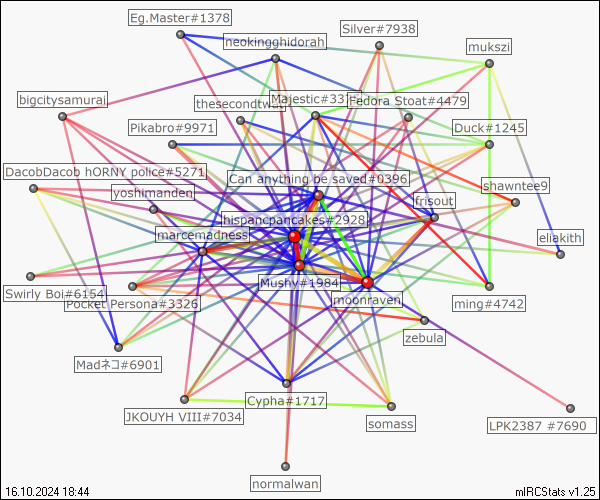 Eg.Master#1378
Silver#7938
neokingghidorah
mukszi
bigcitysamurai
thesecondtwin
Fedora Stoat#4479
Pikabro#9971
Duck#1245
DacobDacob hORNY police#5271
Can anything be saved#0396
shawntee9
yoshimanden
frisout
hispancpancakes#2928
marcemadness
eliakith
Mushy#1984
Swirly Boi#6154
Pocket Persona#3326
moonraven
ming#4742
zebula
Madネコ#6901
Cypha#1717
JKOUYH VIII#7034
somass
LPK2387 #7690
normalwan
16.10.2024 18:44
mIRCStats v1.25